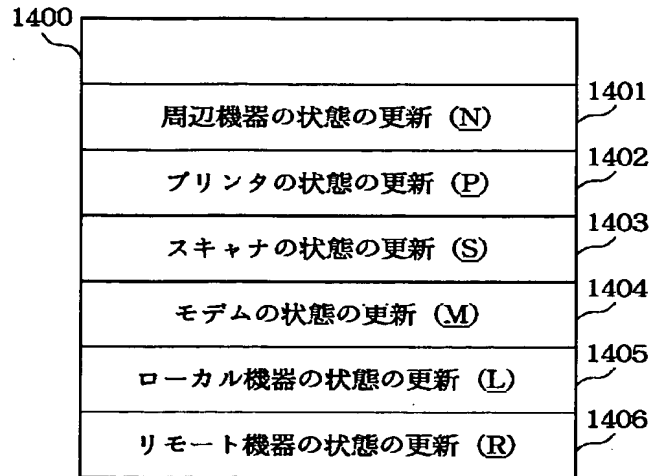 1400
周辺機器の状態の更新 (N)
1401
プリンタの状態の更新 (P)
1402
スキャナの状態の更新 (S)
1403
モデムの状態の更新 (M)
1404
ローカル機器の状態の更新 (L)
1405
リモート機器の状態の更新 (R)
1406